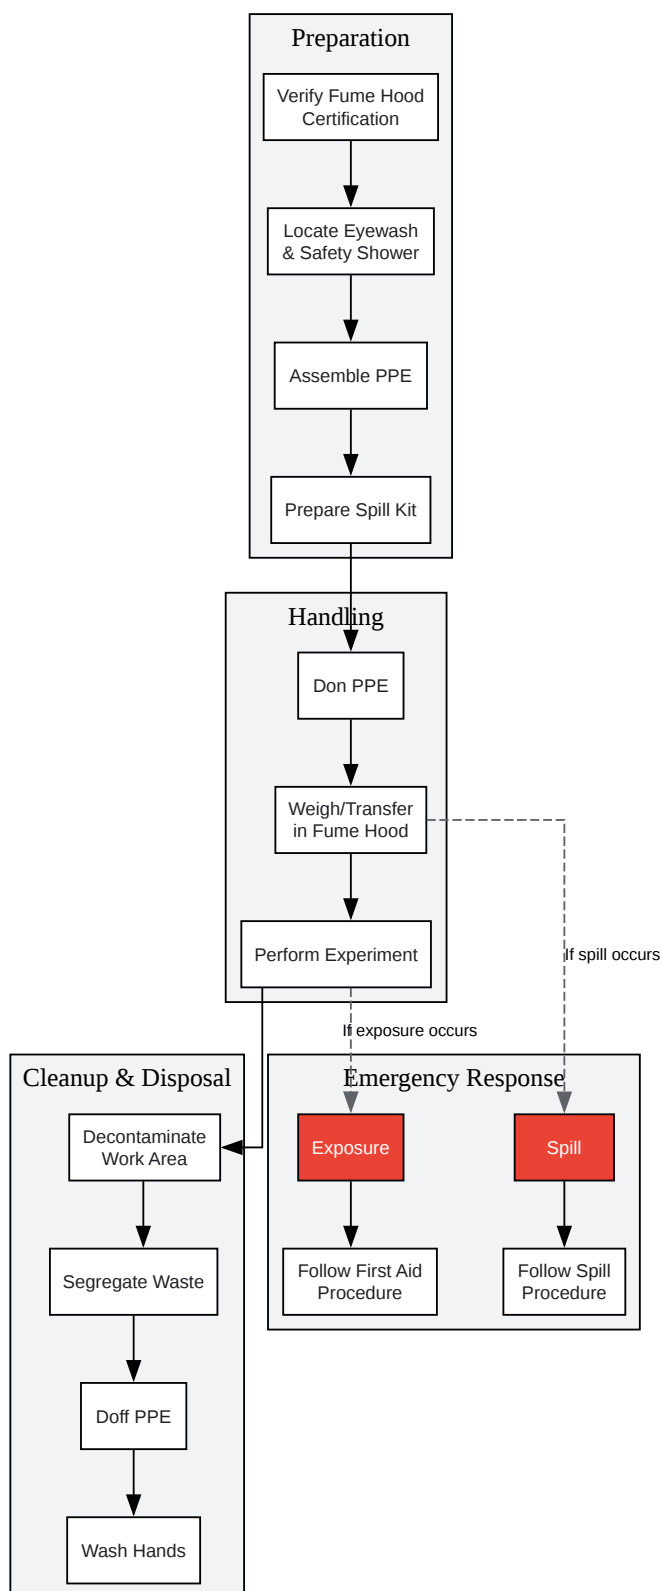 Preparation
Verify Fume Hood
Certification
Locate Eyewash
& Safety Shower
Assemble PPE
Prepare Spill Kit
Handling
Don PPE
Weigh/Transfer
in Fume Hood
If spill occurs
Perform Experiment
If exposure occurs
Cleanup & Disposal
Decontaminate
Work Area
Segregate Waste
Doff PPE
Wash Hands
Emergency Response
Exposure
Follow First Aid
Procedure
Spill
Follow Spill
Procedure